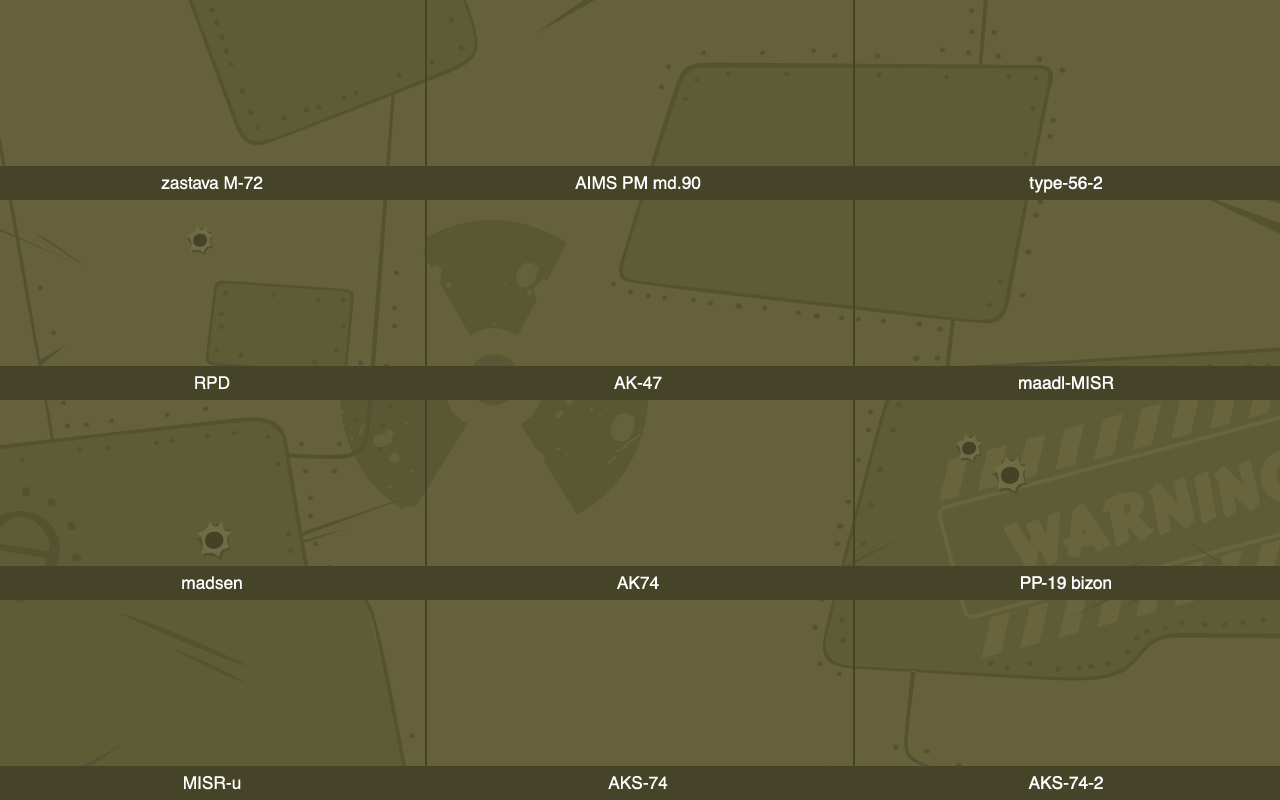 zastava M-72
AIMS PM md.90
type-56-2
RPD
AK-47
maadl-MISR
madsen
AK74
PP-19 bizon
WARNING
MISR-u
AKS-74
AKS-74-2